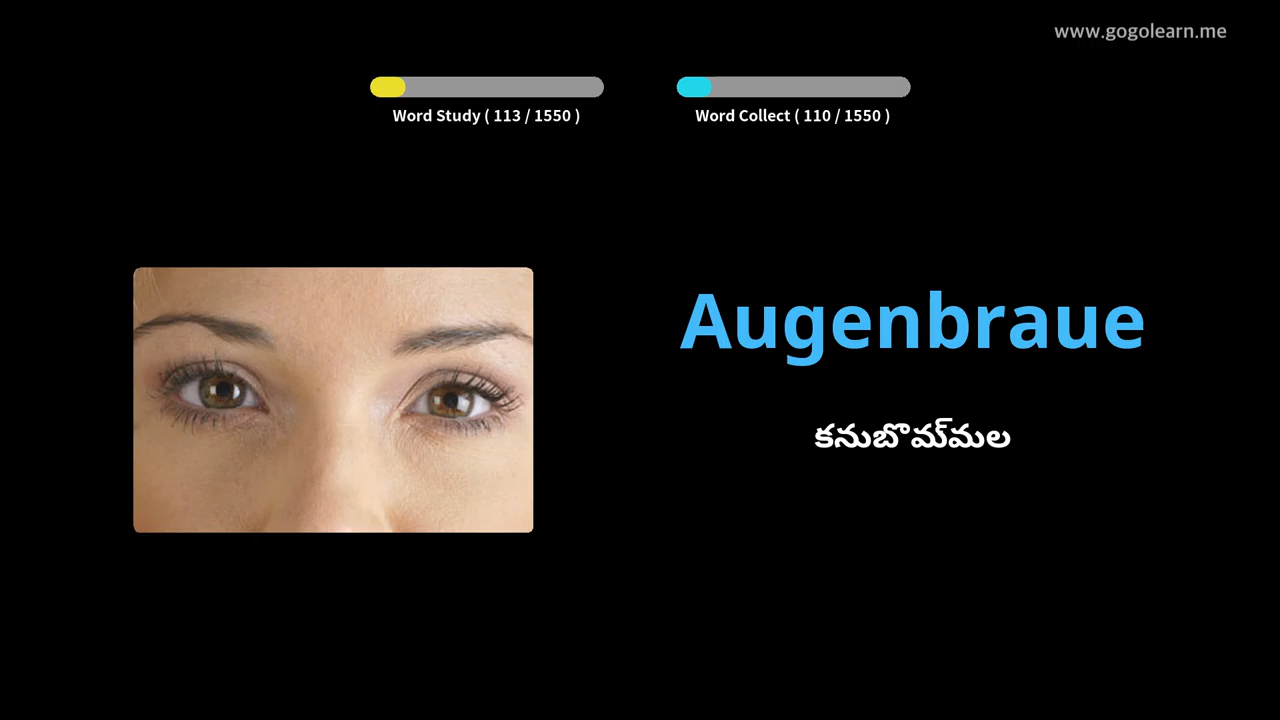 www.gogolearn.me
Word Study ( 113 / 1550 )
Word Collect ( 110 / 1550 )
Augenbraue
కనుబొమ్మల